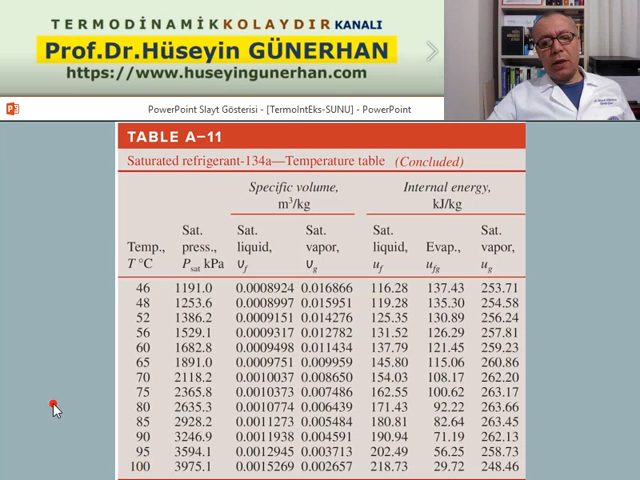 TERMODİNAMİKKOLAYDIR KANALI
Prof.Dr.Hüseyin GÜNERHAN
https://www.huseyingunerhan.com
PowerPoint Slayt Gösterisi - [TermoIntEks-SUNU] - PowerPoint
TABLE A–11
Saturated refrigerant-134a—Temperature table (Concluded)
Specific volume, Internal energy,
m³/kg kJ/kg
Sat. Sat. Sat. Sat. Sat.
Temp., press., liquid, vapor, liquid, Evap., vapor,
T °C Psat kPa υf υg uf ufg ug
46 1191.0 0.0008924 0.016866 116.28 137.43 253.71
48 1253.6 0.0008997 0.015951 119.28 135.30 254.58
52 1386.2 0.0009151 0.014276 125.35 130.89 256.24
56 1529.1 0.0009317 0.012782 131.52 126.29 257.81
60 1682.8 0.0009498 0.011434 137.79 121.45 259.23
65 1891.0 0.0009751 0.009959 145.80 115.06 260.86
70 2118.2 0.0010037 0.008650 154.03 108.17 262.20
75 2365.8 0.0010373 0.007486 162.55 100.62 263.17
80 2635.3 0.0010774 0.006439 171.43 92.22 263.66
85 2928.2 0.0011273 0.005484 180.81 82.64 263.45
90 3246.9 0.0011938 0.004591 190.94 71.19 262.13
95 3594.1 0.0012945 0.003713 202.49 56.25 258.73
100 3975.1 0.0015269 0.002657 218.73 29.72 248.46